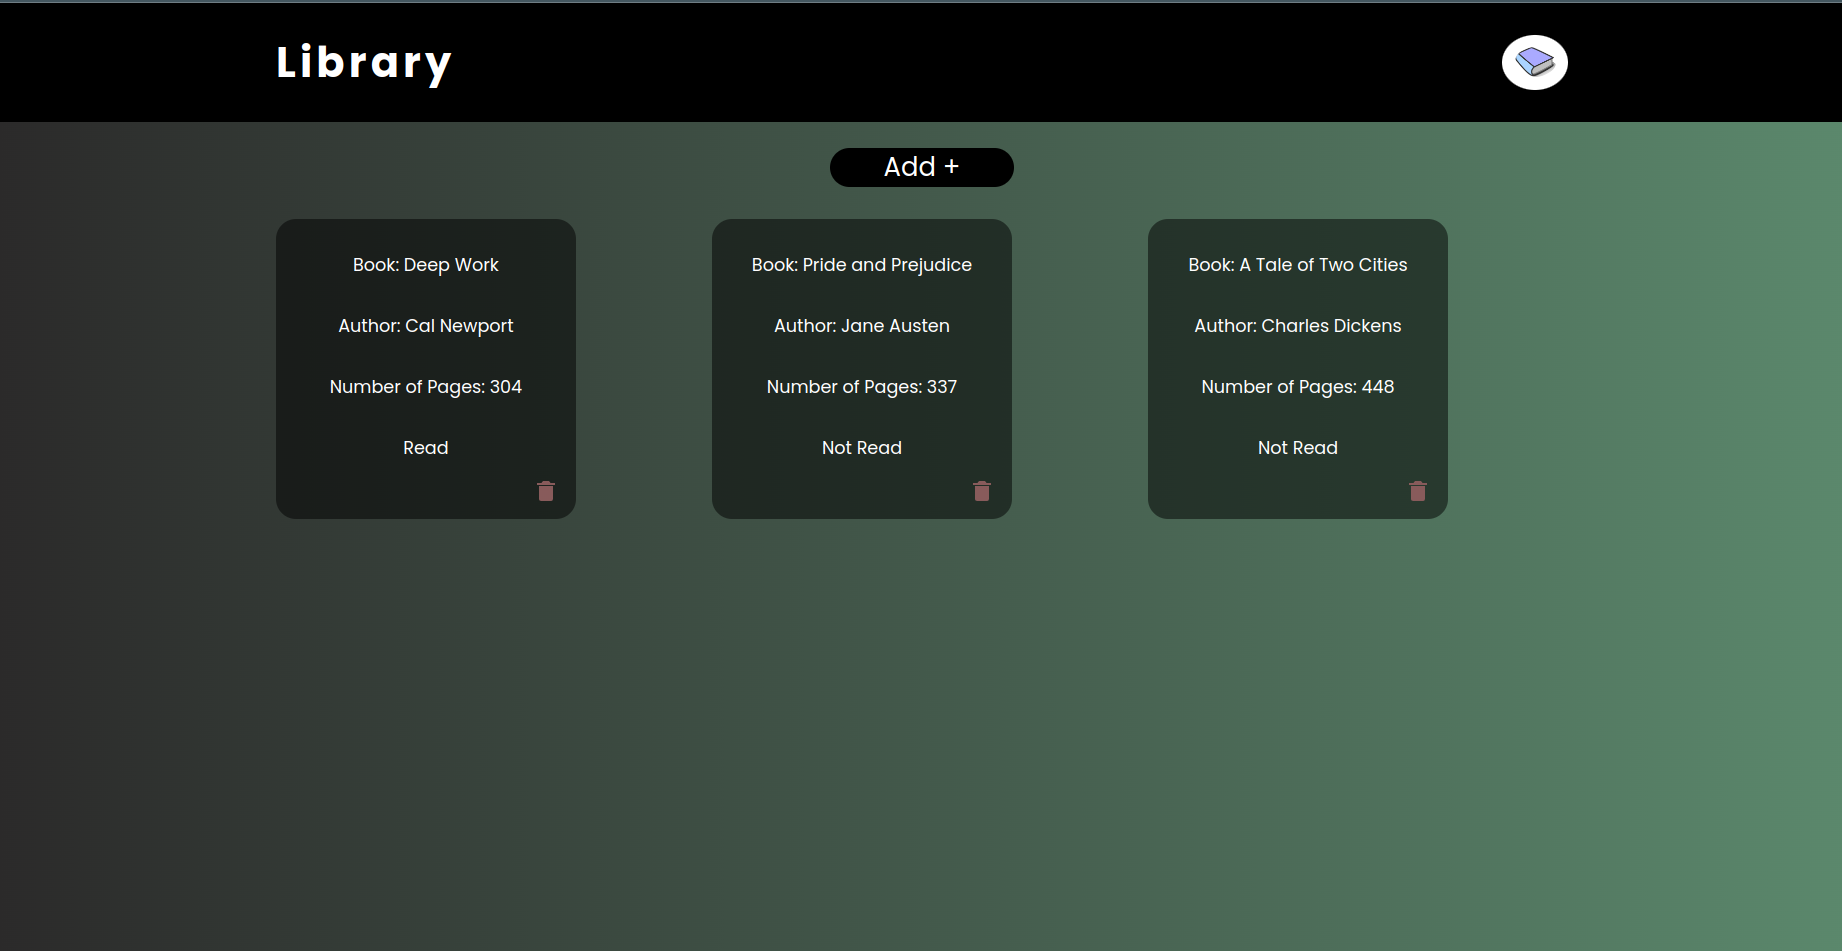 Library
Add +
Book: Deep Work
Author: Cal Newport
Number of Pages: 304
Read
Book: Pride and Prejudice
Author: Jane Austen
Number of Pages: 337
Not Read
Book: A Tale of Two Cities
Author: Charles Dickens
Number of Pages: 448
Not Read